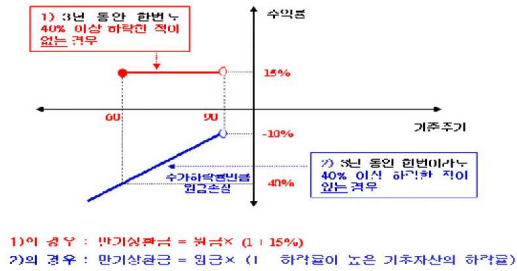 수익률
1) 3년 동안 한번도
40% 이상 하락한 적이
없는 경우
15%
60
90
기준주가
-10%
2) 3년 동안 한번이라도
40% 이상 하락한 적이
있는 경우
주가하락률만큼
원금손실
40%
1)의 경우 : 만기상환금 = 원금× (1+15%)
2)의 경우 : 만기상환금 = 원금× (1 - 하락률이 높은 기초자산의 하락률)